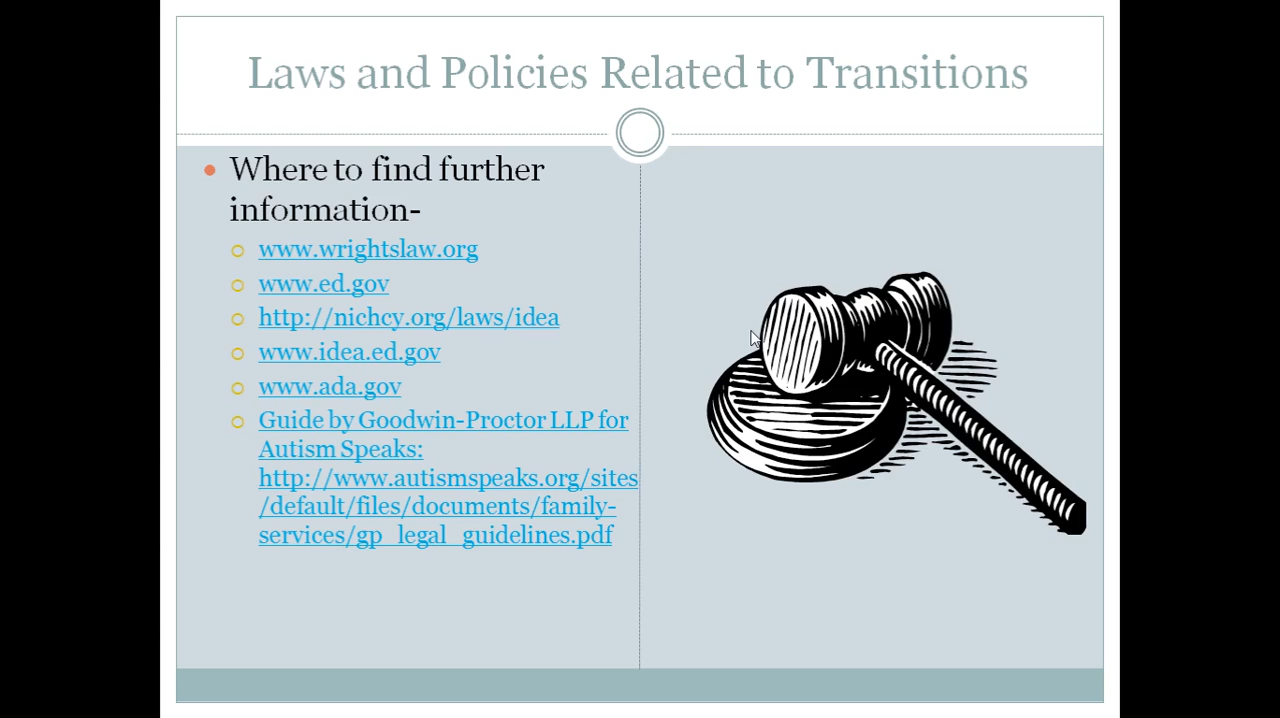 Laws and Policies Related to Transitions
Where to find further
information-
www.wrightslaw.org
www.ed.gov
http://nichcy.org/laws/idea
www.idea.ed.gov
www.ada.gov
Guide by Goodwin-Proctor LLP for
Autism Speaks:
http://www.autismspeaks.org/sites
/default/files/documents/family-
services/gp_legal_guidelines.pdf